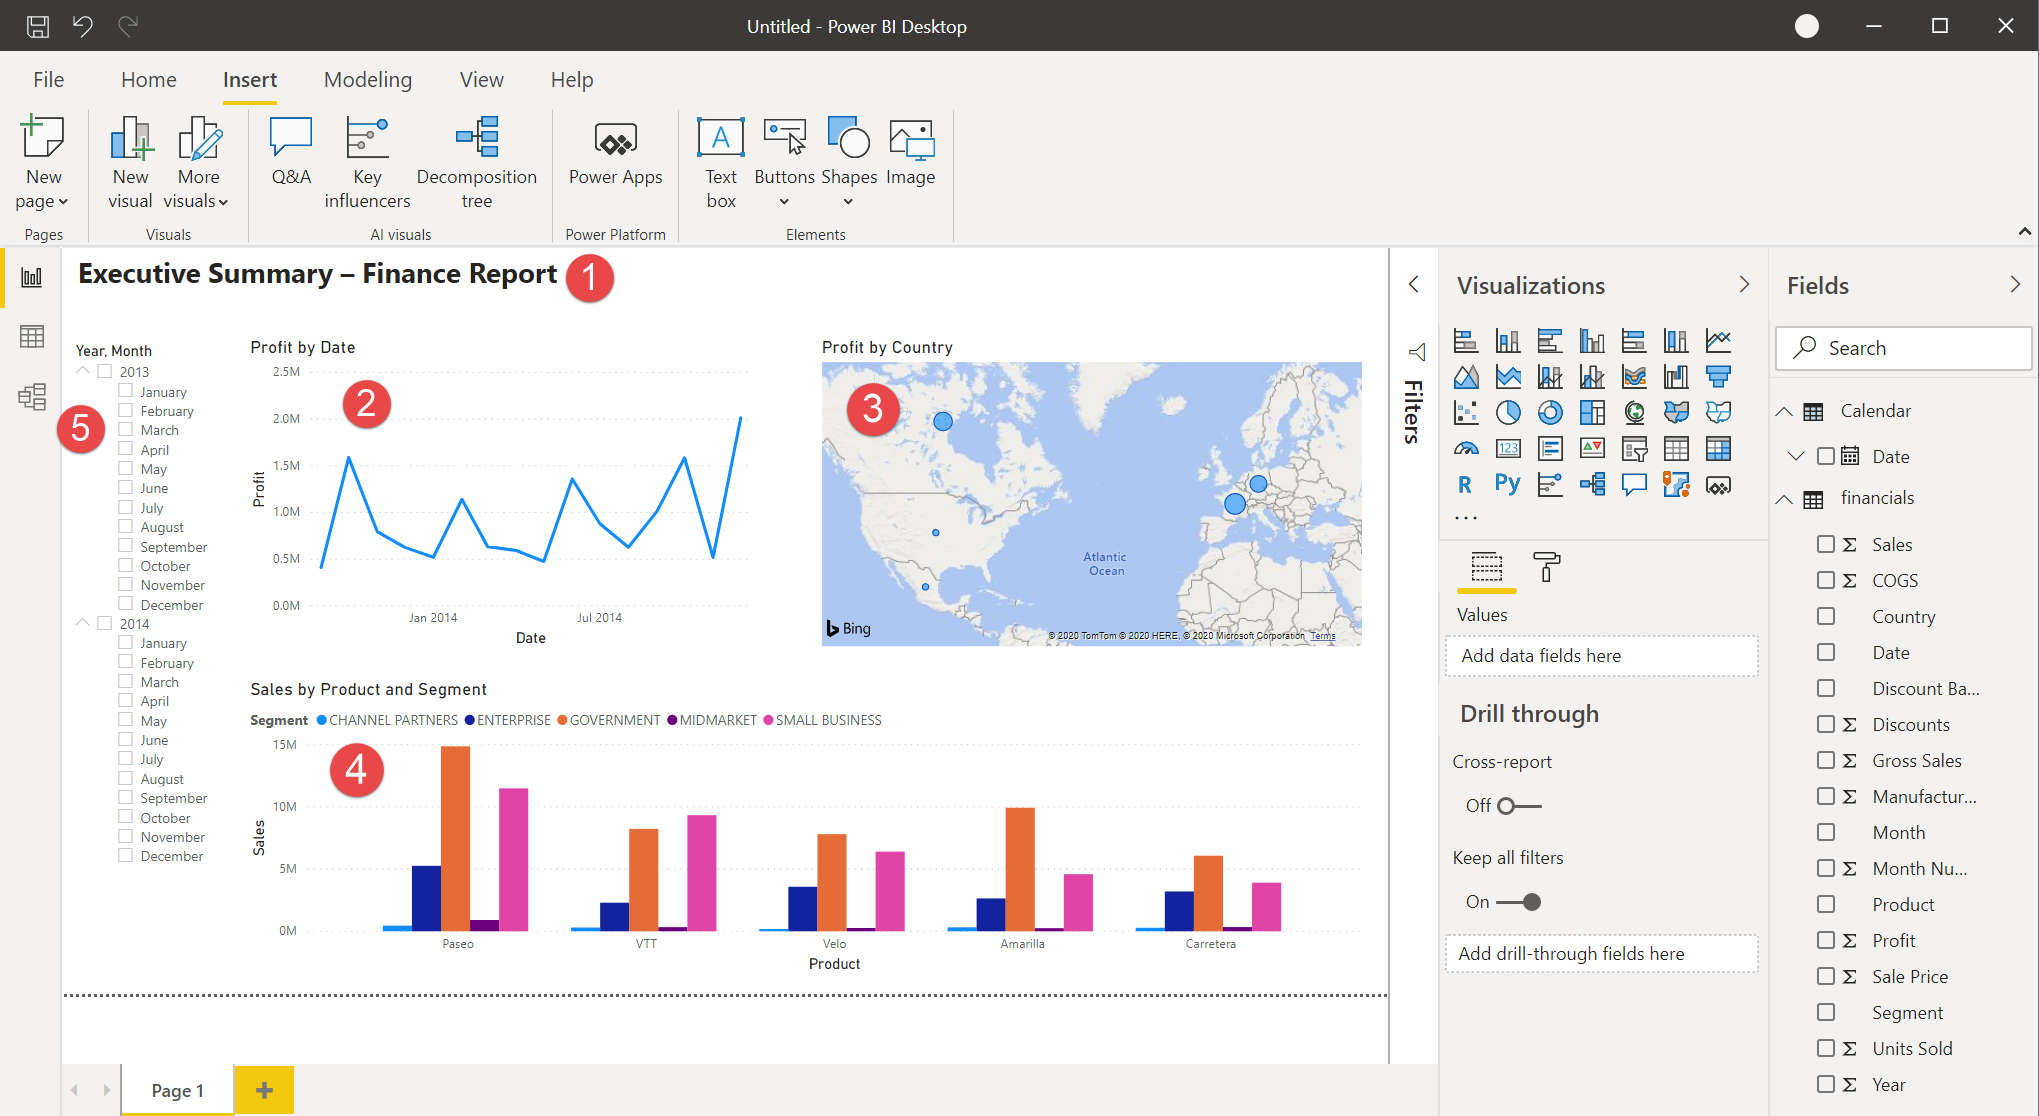 Untitled - Power BI Desktop
File Home Insert Modeling View Help
New page
New visual
More visuals
Q&A
Key influencers
Decomposition tree
Power Apps
Text box
Buttons
Shapes
Image
Pages
Visuals
AI visuals
Power Platform
Elements
Executive Summary – Finance Report
1
Year, Month
2013
January
February
March
April
May
June
July
August
September
October
November
December
2014
January
February
March
April
May
June
July
August
September
October
November
December
5
Profit by Date
2
2.5M
2.0M
1.5M
1.0M
0.5M
0.0M
Profit
Jan 2014
Jul 2014
Date
Profit by Country
3
Atlantic
Ocean
Bing
© 2020 TomTom © 2020 HERE, © 2020 Microsoft Corporation Terms
Sales by Product and Segment
Segment CHANNEL PARTNERS ENTERPRISE GOVERNMENT MIDMARKET SMALL BUSINESS
4
15M
10M
5M
0M
Sales
Paseo
VTT
Velo
Amarilla
Carretera
Product
Page 1
+
Filters
Visualizations
123
R
Py
...
Values
Add data fields here
Drill through
Cross-report
Off
Keep all filters
On
Add drill-through fields here
Fields
Search
Calendar
Date
financials
Σ Sales
Σ COGS
Country
Date
Discount Ba...
Σ Discounts
Σ Gross Sales
Σ Manufactur...
Month
Σ Month Nu...
Product
Σ Profit
Σ Sale Price
Segment
Σ Units Sold
Σ Year